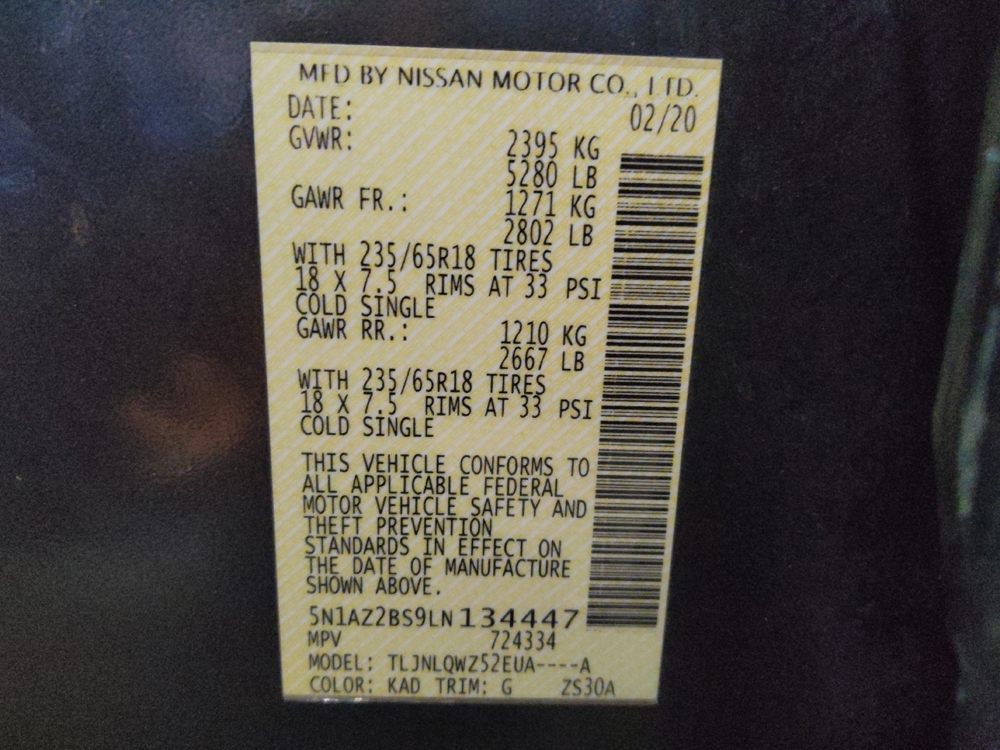 MFD BY NISSAN MOTOR CO., LTD.
DATE: 02/20
GVWR: 2395 KG
5280 LB
GAWR FR.: 1271 KG
2802 LB
WITH 235/65R18 TIRES
18 X 7.5 RIMS AT 33 PSI
COLD SINGLE
GAWR RR.: 1210 KG
2667 LB
WITH 235/65R18 TIRES
18 X 7.5 RIMS AT 33 PSI
COLD SINGLE
THIS VEHICLE CONFORMS TO
ALL APPLICABLE FEDERAL
MOTOR VEHICLE SAFETY AND
THEFT PREVENTION
STANDARDS IN EFFECT ON
THE DATE OF MANUFACTURE
SHOWN ABOVE.
5N1AZ2BS9LN134447
MPV 724334
MODEL: TLJNLQWZ52EUA----A
COLOR: KAD TRIM: G ZS30A